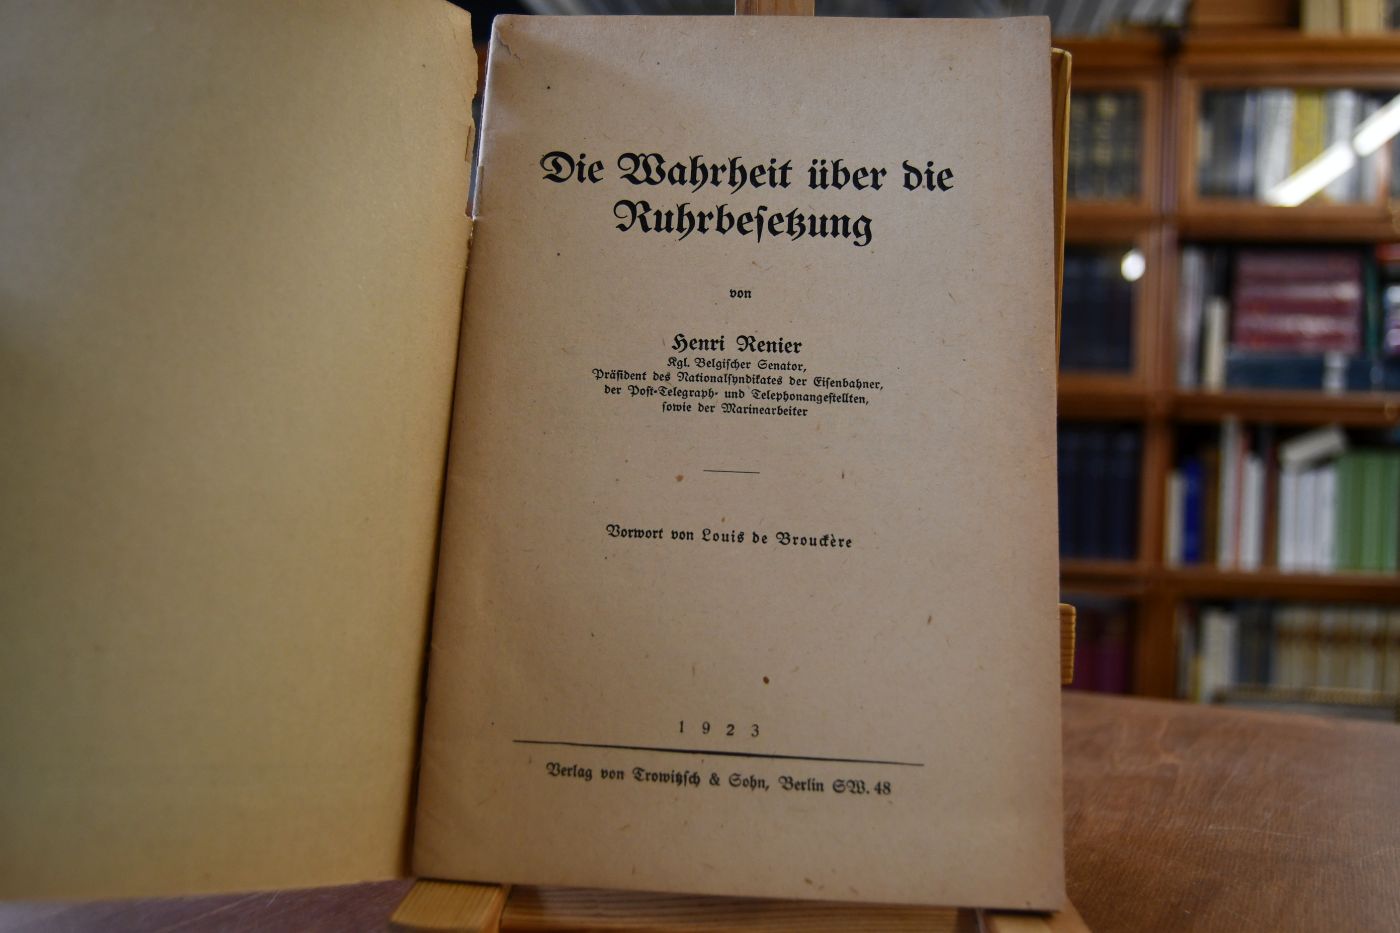 Die Wahrheit über die
Ruhrbesetzung
von
Henri Renier
Kgl. Belgischer Senator,
Präsident des Nationalsyndikates der Eisenbahner,
der Post-Telegraph- und Telephonangestellten,
sowie der Marinearbeiter
Vorwort von Louis de Brouckère
1923
Verlag von Trowitzsch & Sohn, Berlin SW. 48